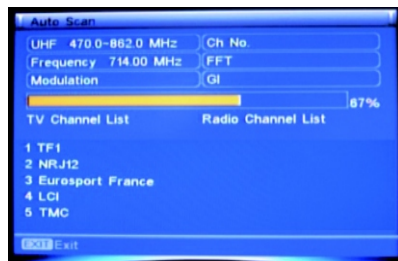 Auto Scan
UHF 470.0-862.0 MHz Ch No.
Frequency 714.00 MHz FFT
Modulation GI
67%
TV Channel List Radio Channel List
1 TF1
2 NRJ12
3 Eurosport France
4 LCI
5 TMC
EXIT Exit